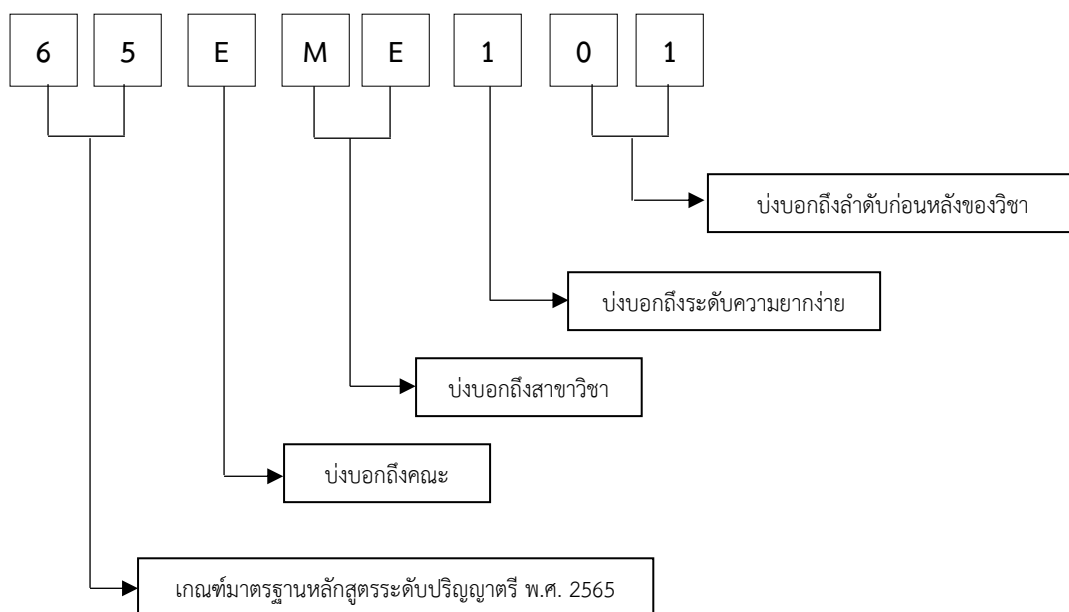 6 5 E M E 1 0 1
บ่งบอกถึงลำดับก่อนหลังของวิชา
บ่งบอกถึงระดับความยากง่าย
บ่งบอกถึงสาขาวิชา
บ่งบอกถึงคณะ
เกณฑ์มาตรฐานหลักสูตรระดับปริญญาตรี พ.ศ. 2565